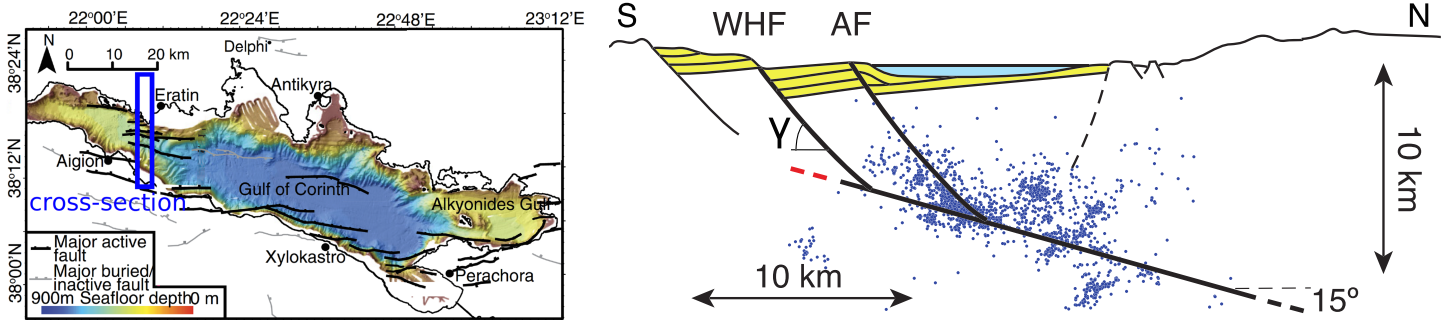 22°00'E 22°24'E 22°48'E 23°12'E
38°24'N
38°12'N
38°00'N
N
0 10 20 km
Delphi
Antikyra
Eratin
Aigion
Gulf of Corinth
Alkyonides Gulf
cross-section
Xylokastro
Perachora
Major active
fault
Major buried/
inactive fault
900m Seafloor depth 0 m
S
WHF AF
N
γ
10 km
10 km
15º